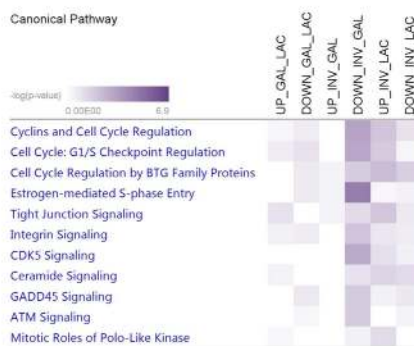 Canonical Pathway
UP_GAL_LAC
DOWN_GAL_LAC
UP_INV_GAL
DOWN_INV_GAL
UP_INV_LAC
DOWN_INV_LAC
-log(p-value)
0.00E00 6.9
Cyclins and Cell Cycle Regulation
Cell Cycle: G1/S Checkpoint Regulation
Cell Cycle Regulation by BTG Family Proteins
Estrogen-mediated S-phase Entry
Tight Junction Signaling
Integrin Signaling
CDK5 Signaling
Ceramide Signaling
GADD45 Signaling
ATM Signaling
Mitotic Roles of Polo-Like Kinase